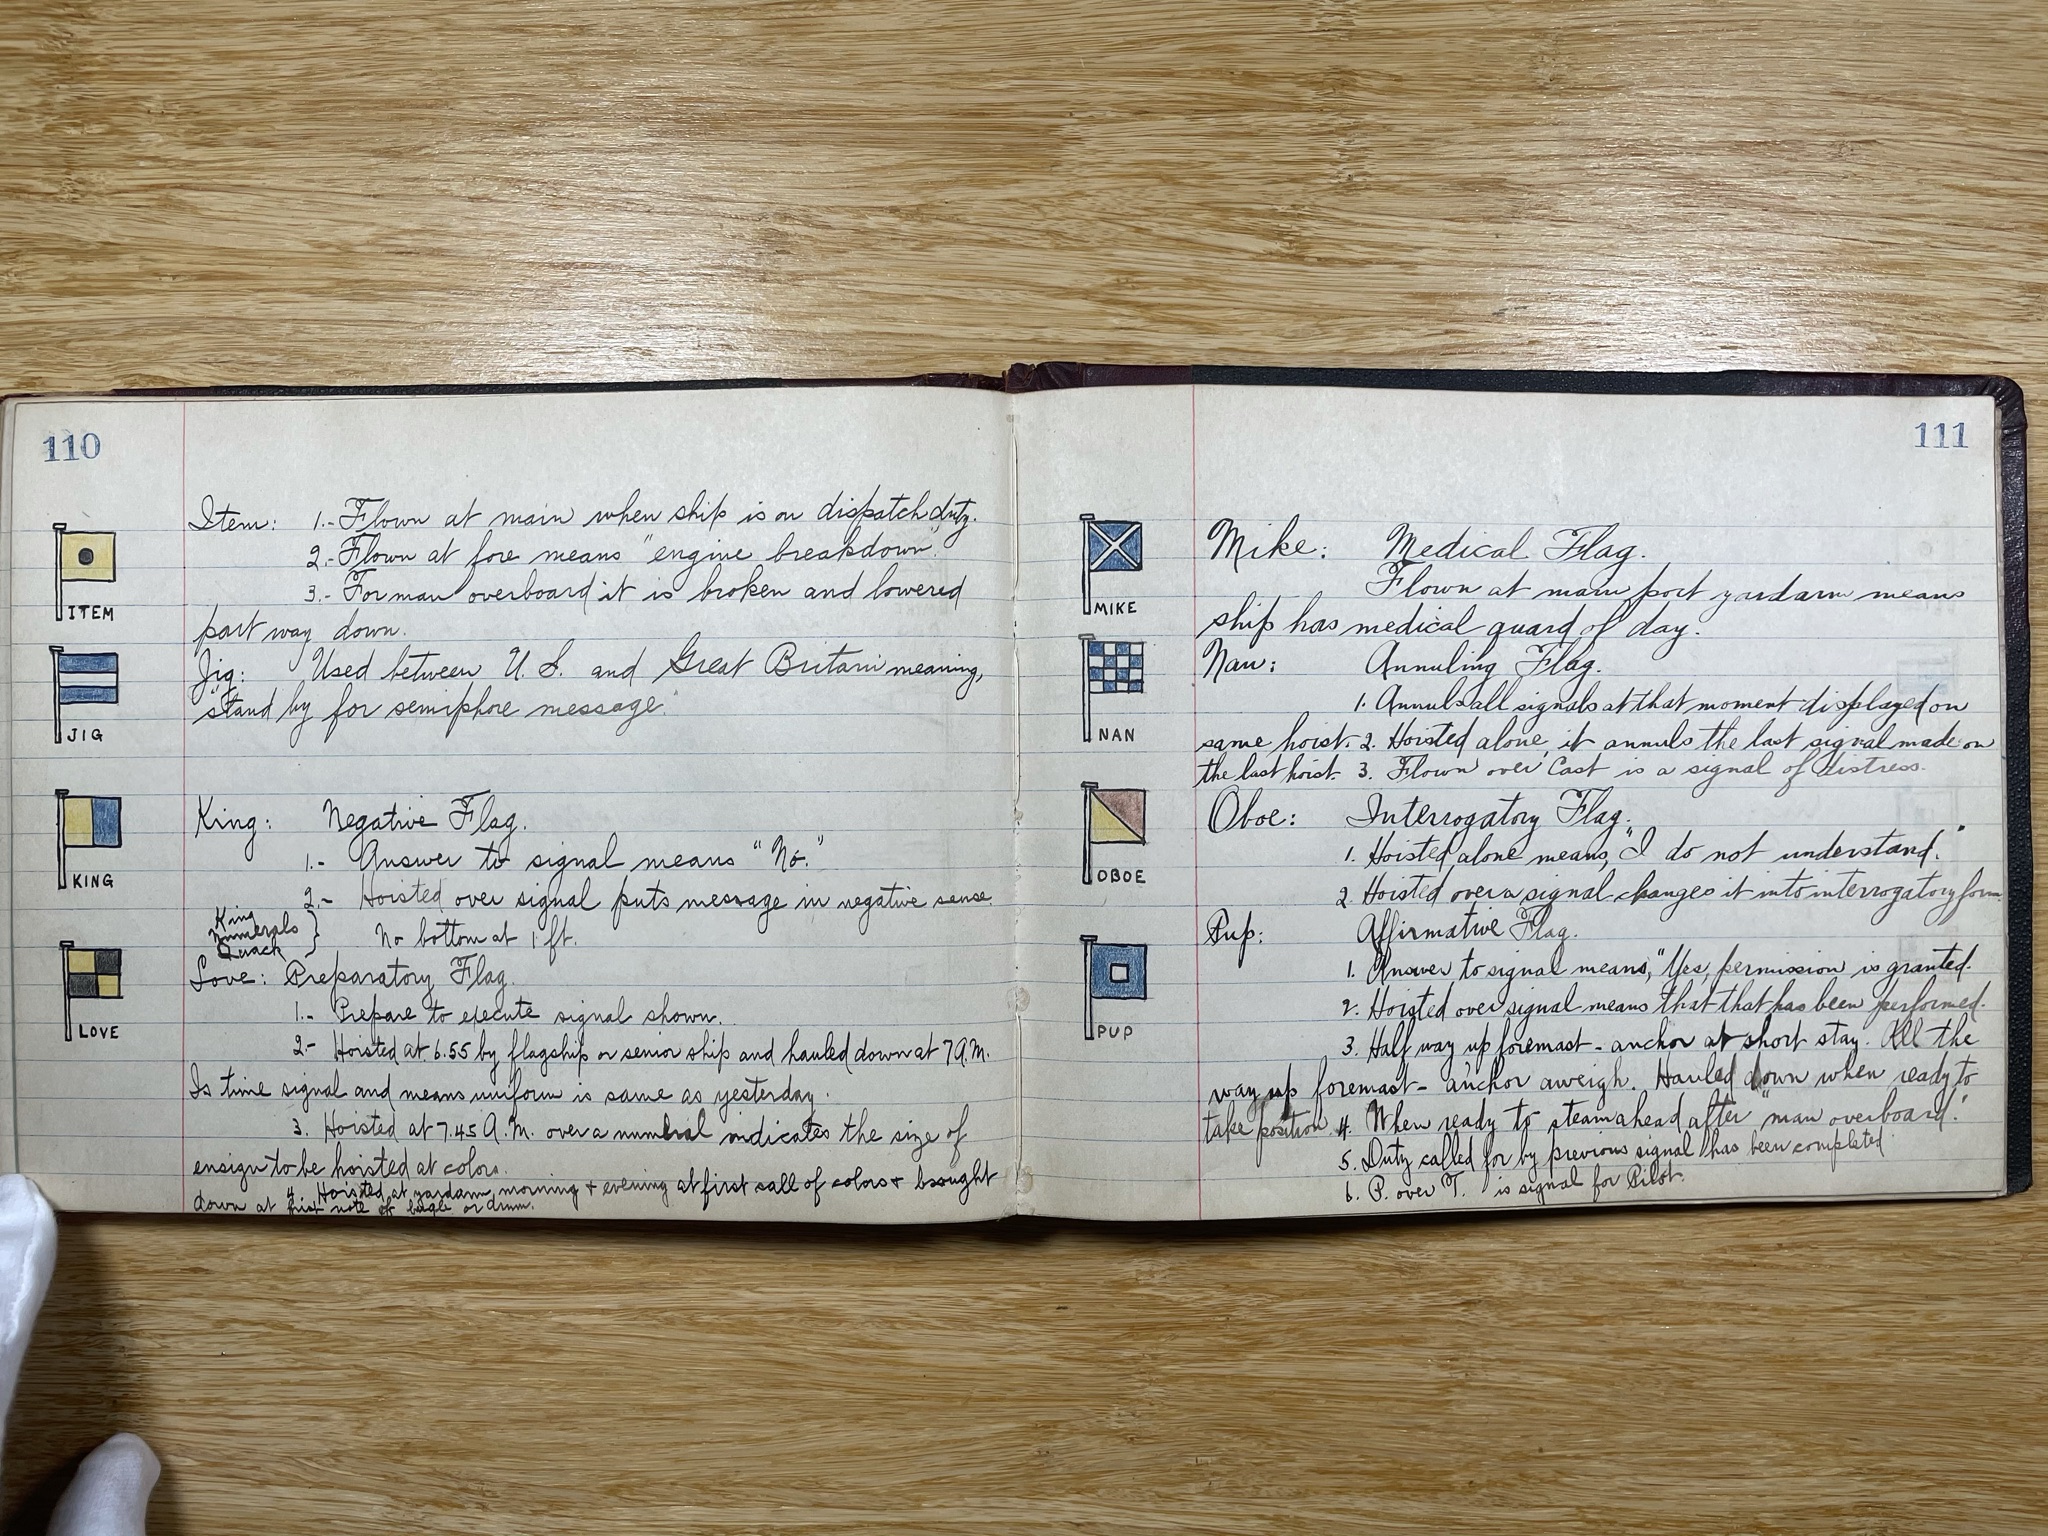 110
Item: 1.- Flown at main when ship is on dispatch duty.
2.- Flown at fore means "engine breakdown".
3.- For man overboard it is broken and lowered
part way down.
Jig: Used between U.S. and Great Britain meaning,
"stand by for semiphore message.
King: Negative Flag.
1.- Answer to signal means "No."
2.- Hoisted over signal puts message in negative sense.
King
Numerals
Quack } No bottom at 1 ft.
Love: Preparatory Flag.
1.- Prepare to execute signal shown.
2.- Hoisted at 6.55 by flagship or senior ship and hauled down at 7 A.M.
Is time signal and means uniform is same as yesterday.
3. Hoisted at 7.45 A.M. over a numeral indicates the size of
ensign to be hoisted at colors.
4. Hoisted at yardarm morning & evening at first call of colors & brought
down at first note of bugle or drum.
ITEM
JIG
KING
LOVE
111
Mike: Medical Flag.
Flown at main port yardarm means
ship has medical guard of day.
Nan: Annuling Flag.
1. Annuls all signals at that moment displayed on
same hoist. 2. Hoisted alone, it annuls the last signal made on
the last hoist. 3. Flown over Cast is a signal of distress.
Oboe: Interrogatory Flag.
1. Hoisted alone means, "I do not understand."
2. Hoisted over a signal changes it into interrogatory form.
Pup: Affirmative Flag.
1. Answer to signal means, "Yes, permission is granted.
2. Hoisted over signal means that that has been performed.
3. Half way up foremast - anchor at short stay. All the
way up foremast - anchor aweigh. Hauled down when ready to
take position. 4. When ready to steam ahead after "man overboard."
5. Duty called for by previous signal has been completed.
6. P. over T. is signal for Pilot.
MIKE
NAN
OBOE
PUP